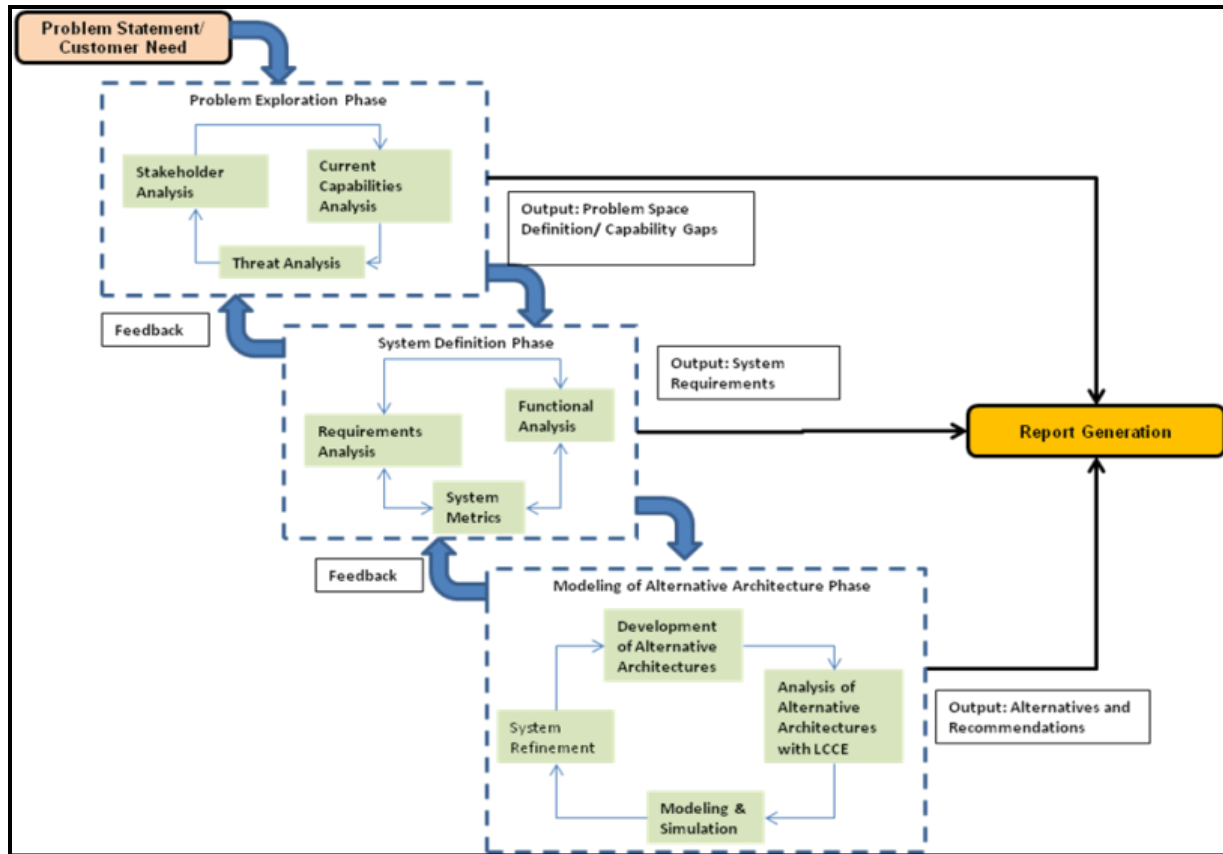 Problem Statement/
Customer Need
Problem Exploration Phase
Stakeholder
Analysis
Current
Capabilities
Analysis
Threat Analysis
Output: Problem Space
Definition/ Capability Gaps
Feedback
System Definition Phase
Requirements
Analysis
Functional
Analysis
System
Metrics
Output: System
Requirements
Report Generation
Feedback
Modeling of Alternative Architecture Phase
Development
of Alternative
Architectures
Analysis of
Alternative
Architectures
with LCCE
System
Refinement
Modeling &
Simulation
Output: Alternatives and
Recommendations